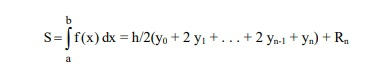 b
S = ∫ f(x) dx = h/2(y₀ + 2 y₁ + . . . + 2 yₙ₋₁ + yₙ) + Rₙ
a